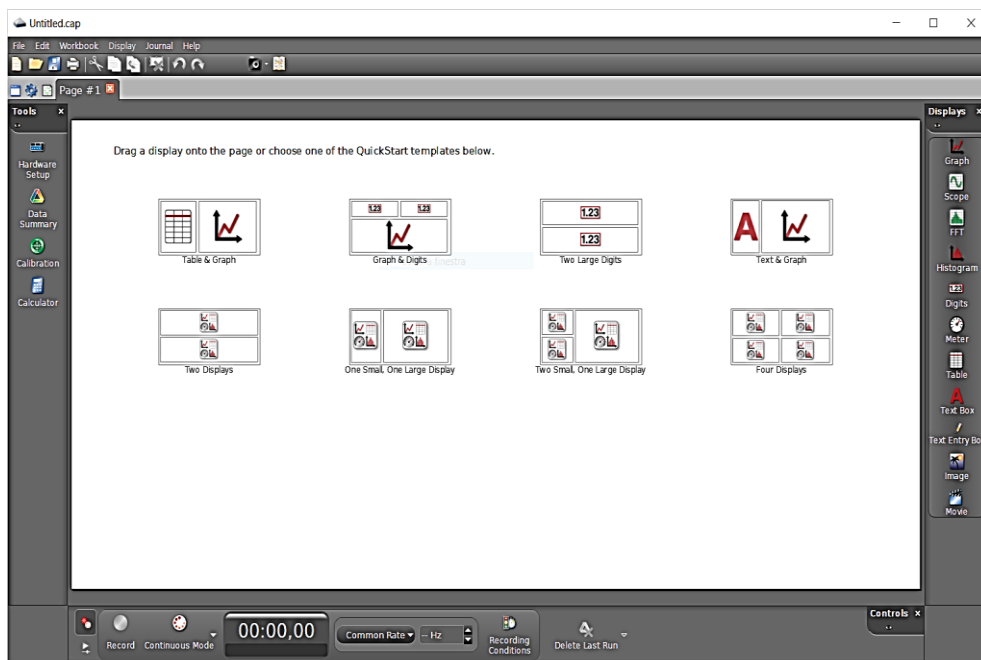 Untitled.cap
File Edit Workbook Display Journal Help
Page #1
Tools
Displays
Drag a display onto the page or choose one of the QuickStart templates below.
Hardware
Setup
Data
Summary
Calibration
Calculator
1.23 1.23
1.23
1.23
A
Table & Graph
Graph & Digits
finestra
Two Large Digits
Text & Graph
Two Displays
One Small, One Large Display
Two Small, One Large Display
Four Displays
Graph
Scope
FFT
Histogram
1.23
Digits
Meter
Table
A
Text Box
Text Entry Bo
Image
Movie
Controls
Record
Continuous Mode
00:00,00
Common Rate
-- Hz
Recording
Conditions
Delete Last Run